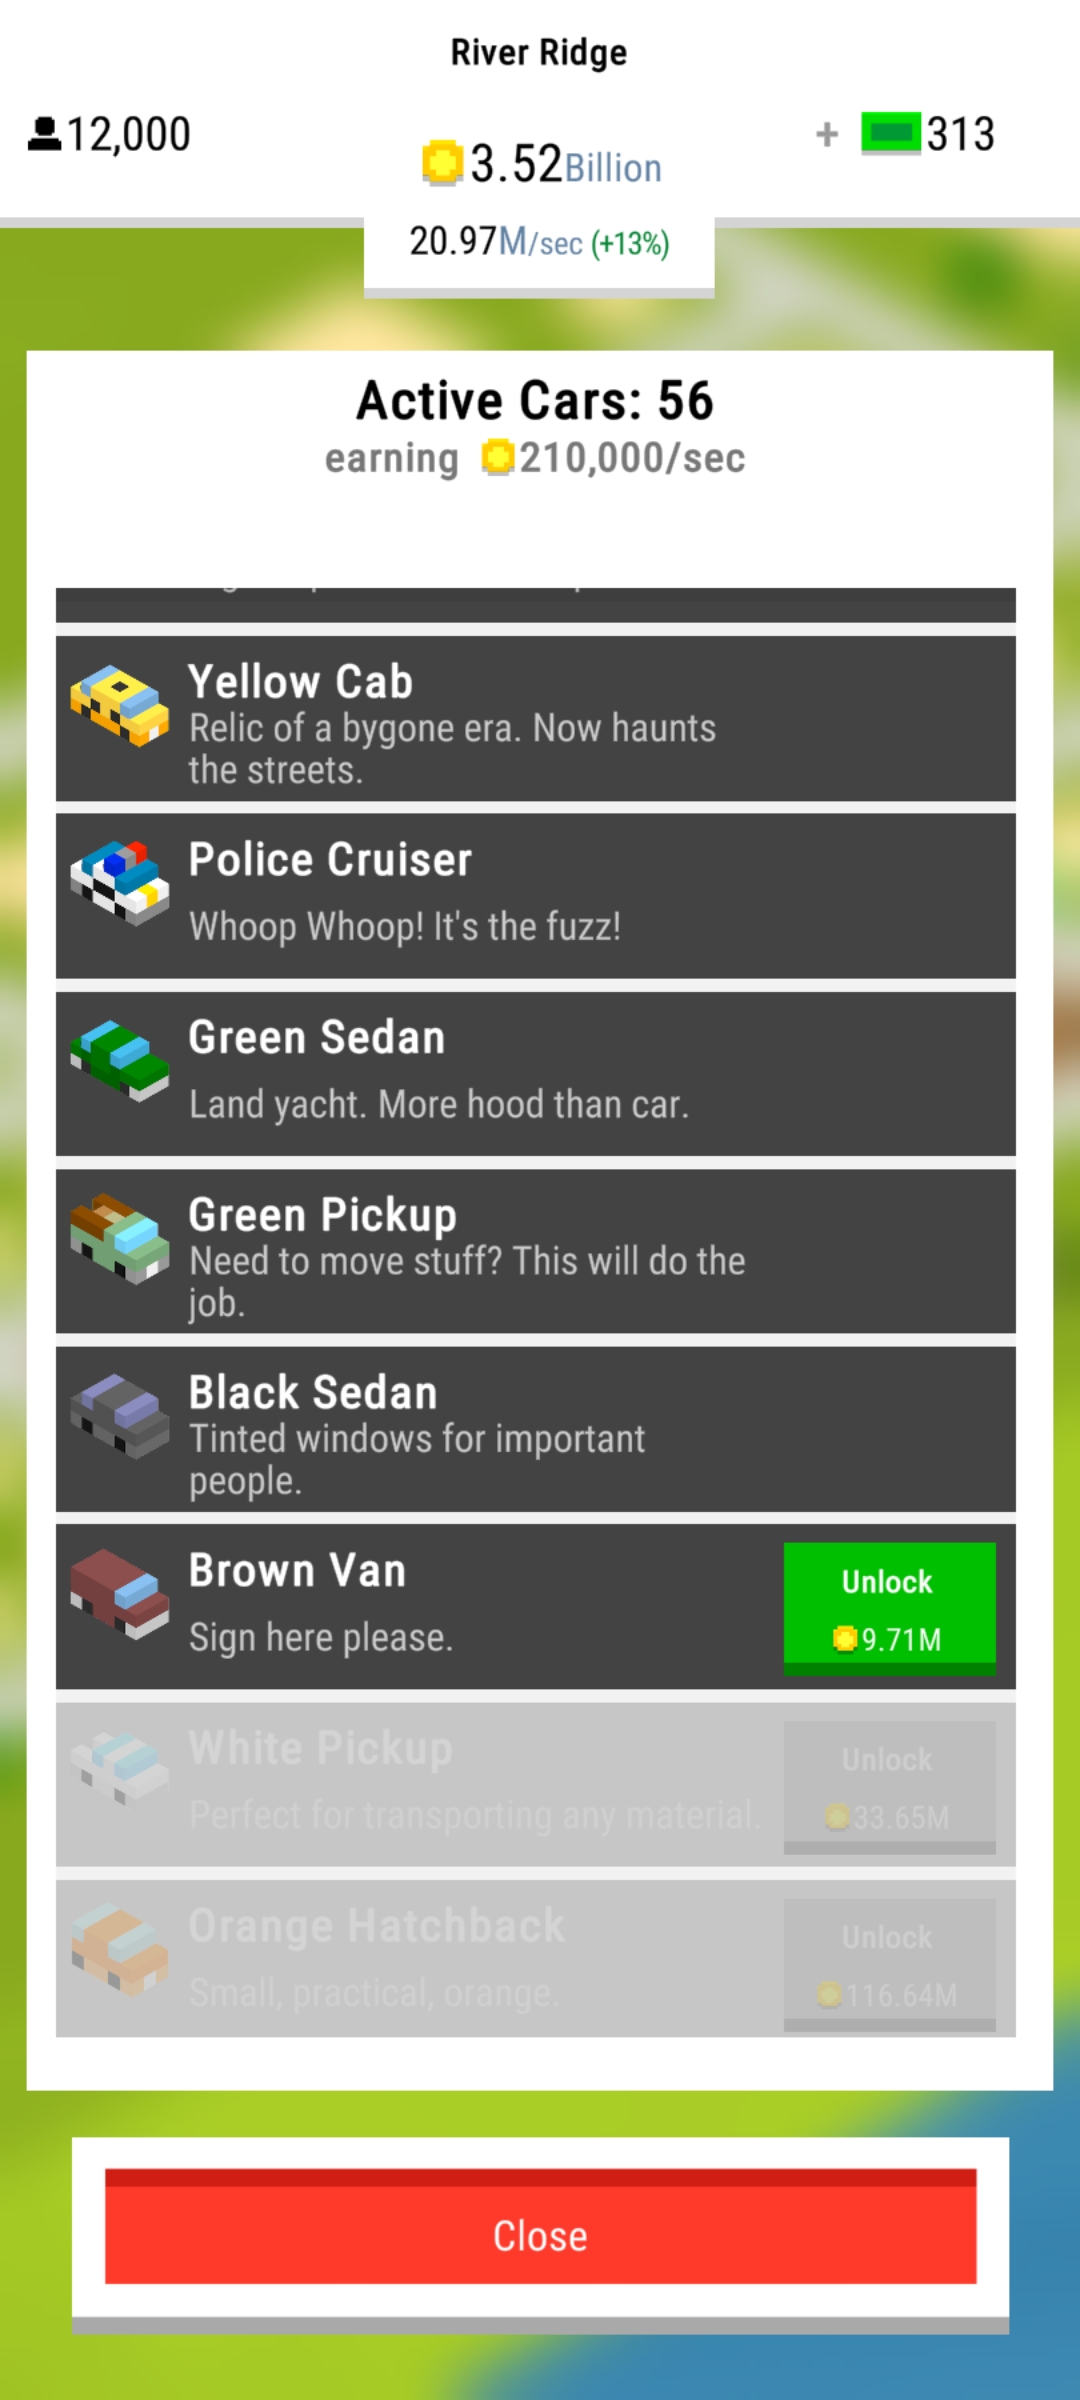 River Ridge
12,000
3.52Billion
+ 313
20.97M/sec (+13%)
Active Cars: 56
earning 210,000/sec
Yellow Cab
Relic of a bygone era. Now haunts
the streets.
Police Cruiser
Whoop Whoop! It's the fuzz!
Green Sedan
Land yacht. More hood than car.
Green Pickup
Need to move stuff? This will do the
job.
Black Sedan
Tinted windows for important
people.
Brown Van
Sign here please.
Unlock
9.71M
White Pickup
Perfect for transporting any material.
Unlock
33.65M
Orange Hatchback
Small, practical, orange.
Unlock
116.64M
Close